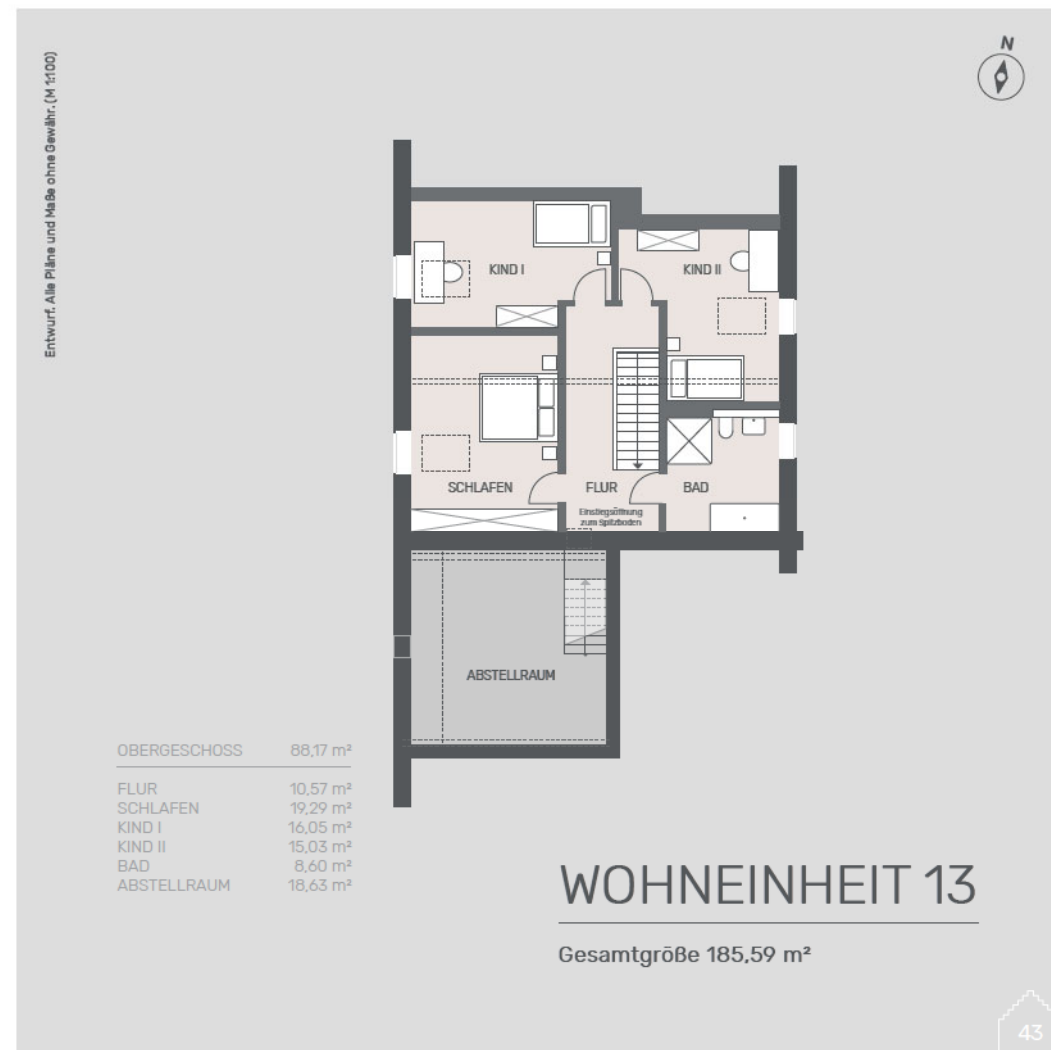 N
Entwurf. Alle Pläne und Maße ohne Gewähr. (M 1:100)
KIND I
KIND II
SCHLAFEN
FLUR
BAD
Einstiegsöffnung
zum Spitzboden
ABSTELLRAUM
OBERGESCHOSS 88,17 m²
FLUR 10,57 m²
SCHLAFEN 19,29 m²
KIND I 16,05 m²
KIND II 15,03 m²
BAD 8,60 m²
ABSTELLRAUM 18,63 m²
WOHNEINHEIT 13
Gesamtgröße 185,59 m²
43